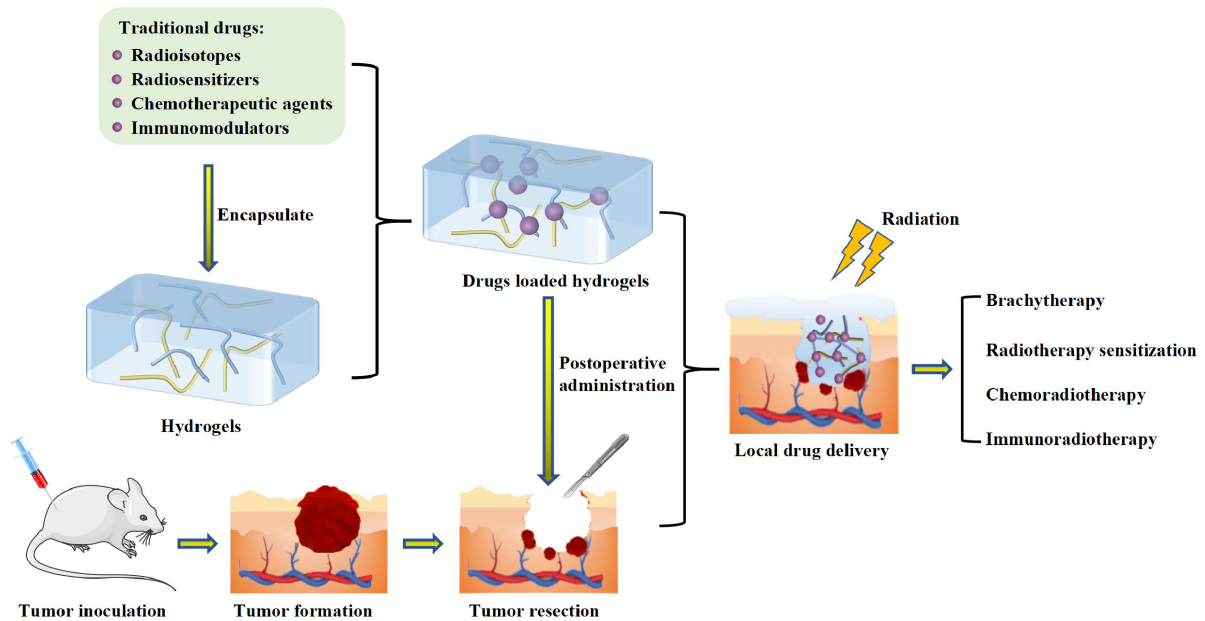 Traditional drugs:
Radioisotopes
Radiosensitizers
Chemotherapeutic agents
Immunomodulators
Encapsulate
Hydrogels
Drugs loaded hydrogels
Postoperative
administration
Tumor inoculation
Tumor formation
Tumor resection
Radiation
Local drug delivery
Brachytherapy
Radiotherapy sensitization
Chemoradiotherapy
Immunoradiotherapy